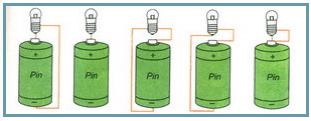 + + + + +
Pin Pin Pin Pin Pin
− − − − −